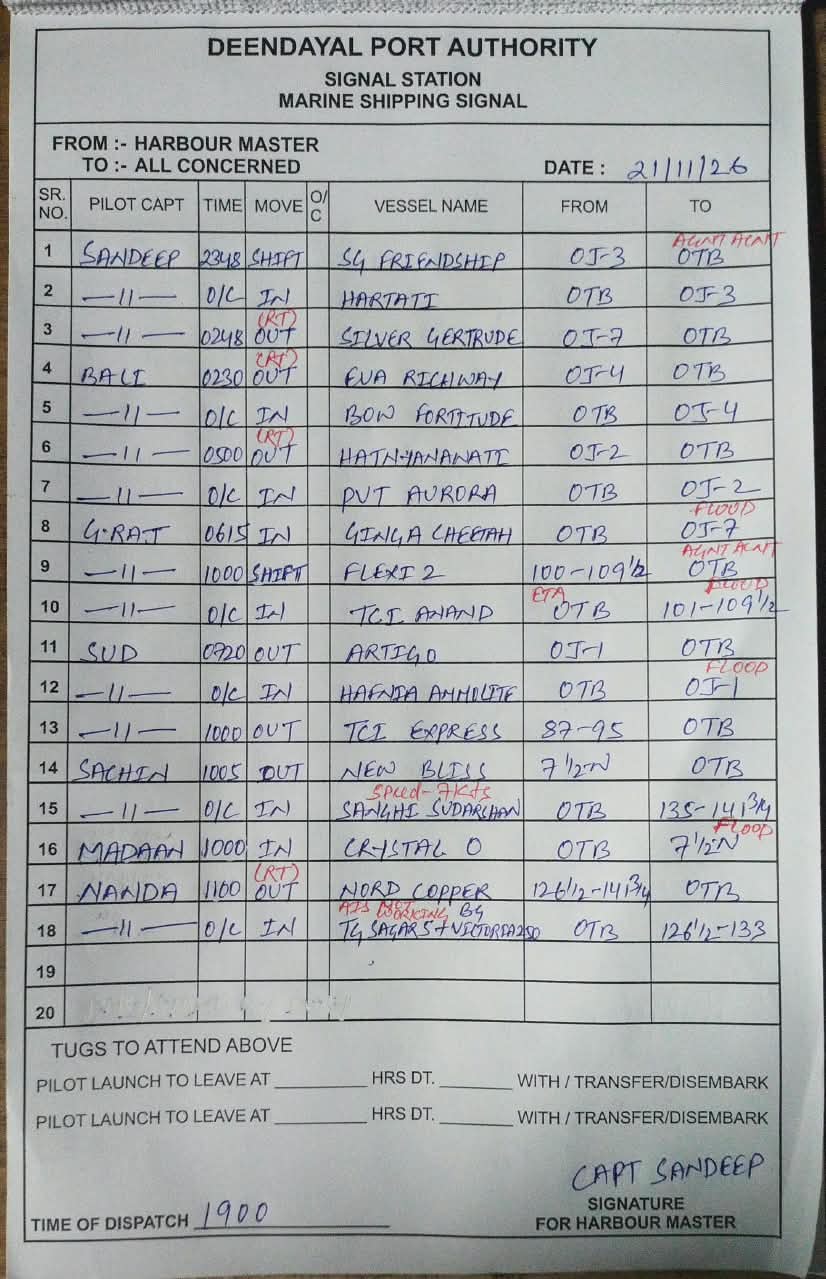 DEENDAYAL PORT AUTHORITY
SIGNAL STATION
MARINE SHIPPING SIGNAL
FROM :- HARBOUR MASTER
TO :- ALL CONCERNED DATE : 21/11/26
SR. NO. PILOT CAPT TIME MOVE O/C VESSEL NAME FROM TO
AGNT ACNT
1 SANDEEP 2348 SHIFT SG FRIENDSHIP OJ-3 OTB
2 —11— O/C IN HARTATI OTB OJ-3
(RT)
3 —11— 0248 OUT SILVER GERTRUDE OJ-7 OTB
(RT)
4 BALI 0230 OUT EVA RICHWAY OJ-4 OTB
5 —11— O/C IN BOW FORTITUDE OTB OJ-4
(RT)
6 —11— 0500 OUT OJ-2 OTB
7 —11— O/C IN PVT AURORA OTB OJ-2
FLOUD
8 G.RAJ 0615 IN GINGA CHEETAH OTB OJ-7
AGNT ACNT
9 —11— 1000 SHIFT FLEXI 2 100-109½ OTB
ETA FLOUD
10 —11— O/C IN TCI ANAND OTB 101-109½
11 SUD 0720 OUT ARTIGO OJ-1 OTB
FLOOD
12 —11— O/C IN HAFNIA AMMOLITE OTB OJ-1
13 —11— 1000 OUT TCI EXPRESS 87-95 OTB
14 SACHIN 1005 OUT NEW BLISS 7½N OTB
Speed-7Kts
15 —11— O/C IN SANGHI SUDARSHAN OTB 135-141¾
FLOOD
16 MADAAN 1000 IN CRYSTAL O OTB 7½N
(RT)
17 NANDA 1100 OUT NORD COPPER 126½-141¾ OTB
AIS NOT WORKING BG
18 —11— O/C IN TG SAGAR 5+VICTORIA250 OTB 126½-133
19
20
TUGS TO ATTEND ABOVE
PILOT LAUNCH TO LEAVE AT HRS DT. WITH / TRANSFER/DISEMBARK
PILOT LAUNCH TO LEAVE AT HRS DT. WITH / TRANSFER/DISEMBARK
CAPT SANDEEP
SIGNATURE
TIME OF DISPATCH 1900 FOR HARBOUR MASTER